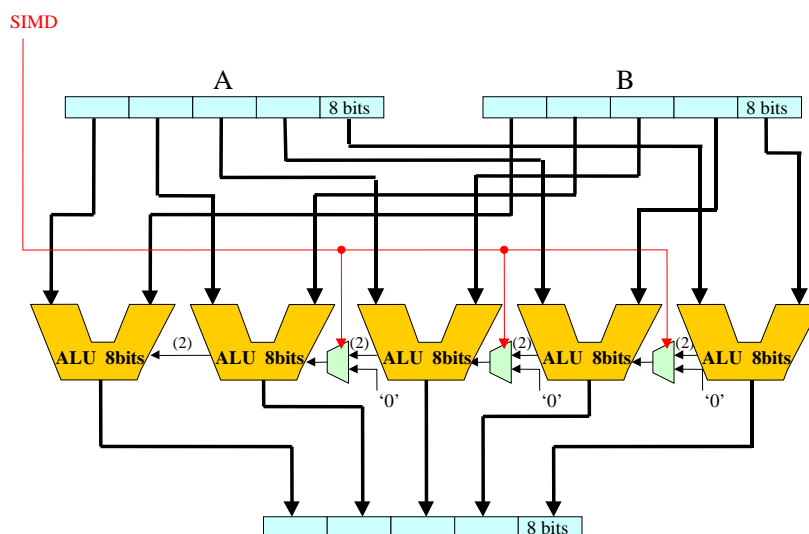 SIMD
A
B
8 bits
8 bits
(2)
(2)
(2)
(2)
ALU 8bits
ALU 8bits
ALU 8bits
ALU 8bits
ALU 8bits
‘0’
‘0’
‘0’
8 bits